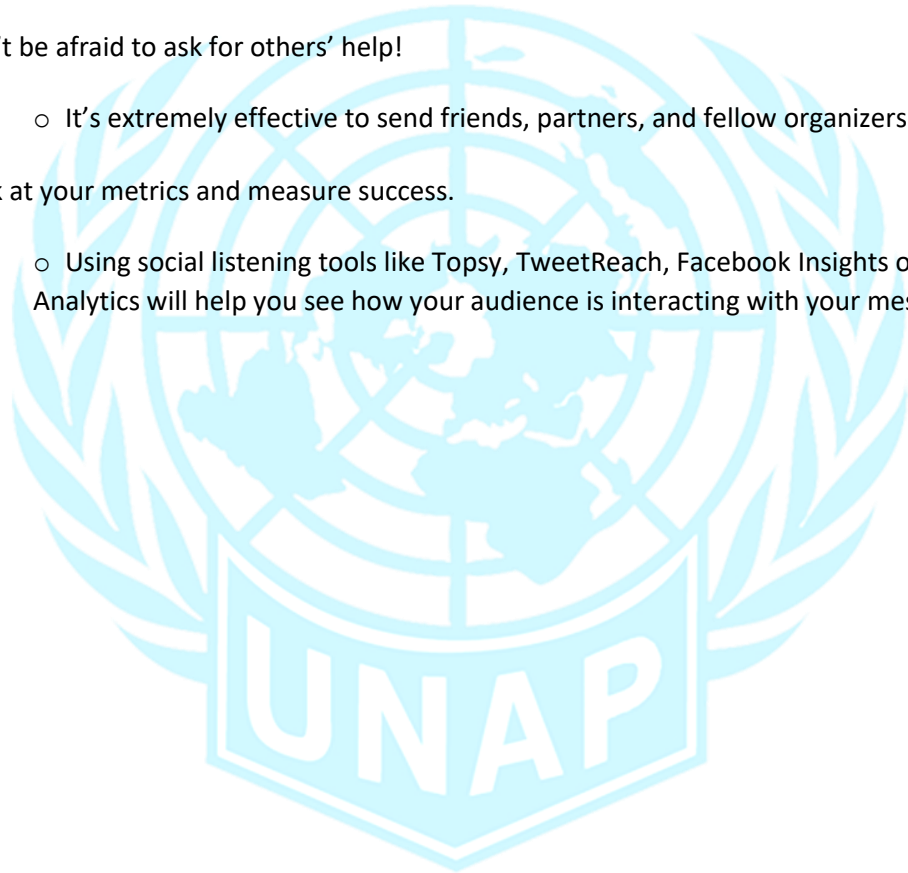 't be afraid to ask for others’ help!
o It’s extremely effective to send friends, partners, and fellow organizers
at your metrics and measure success.
o Using social listening tools like Topsy, TweetReach, Facebook Insights
Analytics will help you see how your audience is interacting with your
UNAP